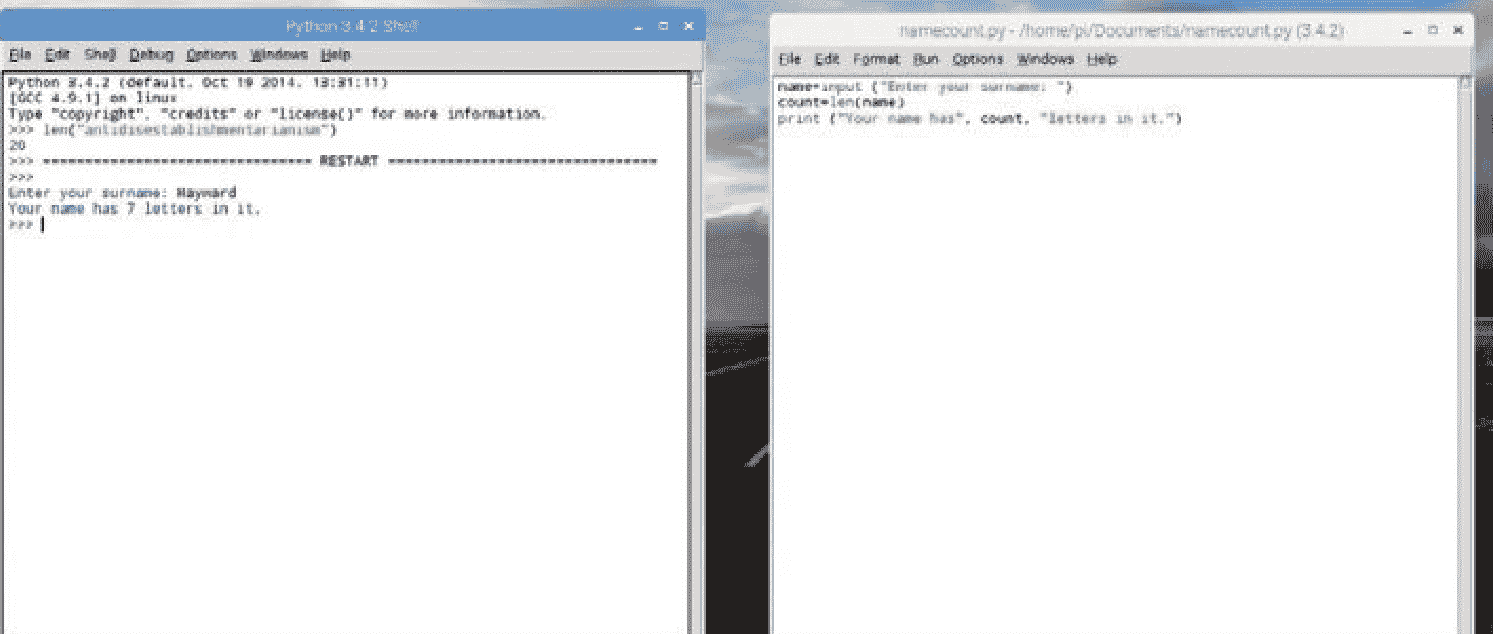 Python 3.4.2 Shell
File Edit Shell Debug Options Windows Help
Python 3.4.2 (default, Oct 19 2014, 13:31:11)
[GCC 4.9.1] on linux
Type "copyright", "credits" or "license()" for more information.
>>> len("antidisestablishmentarianism")
28
>>> ================================ RESTART ================================
>>>
Enter your surname: Hayward
Your name has 7 letters in it.
>>>
namecount.py - /home/pi/Documents/namecount.py (3.4.2)
File Edit Format Run Options Windows Help
name=input ("Enter your surname: ")
count=len(name)
print ("Your name has", count, "letters in it.")